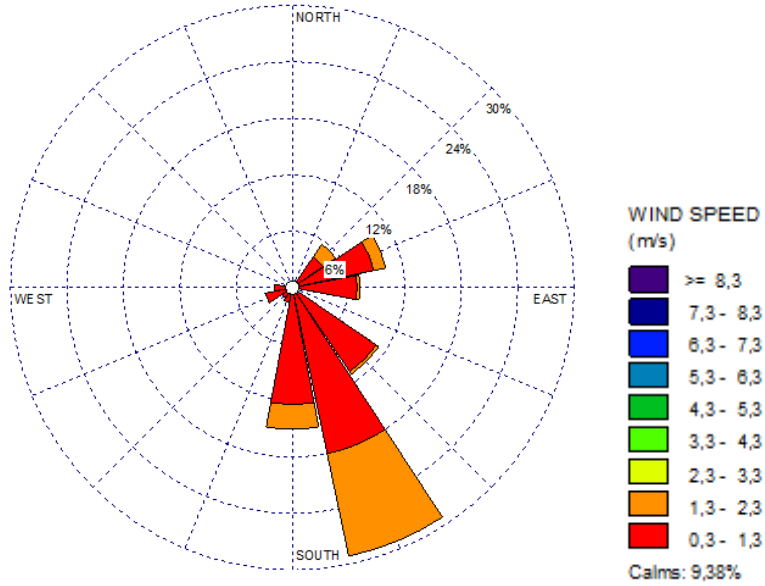 NORTH
30%
24%
18%
12%
6%
WEST
EAST
SOUTH
WIND SPEED
(m/s)
>= 8,3
7,3 - 8,3
6,3 - 7,3
5,3 - 6,3
4,3 - 5,3
3,3 - 4,3
2,3 - 3,3
1,3 - 2,3
0,3 - 1,3
Calms: 9,38%